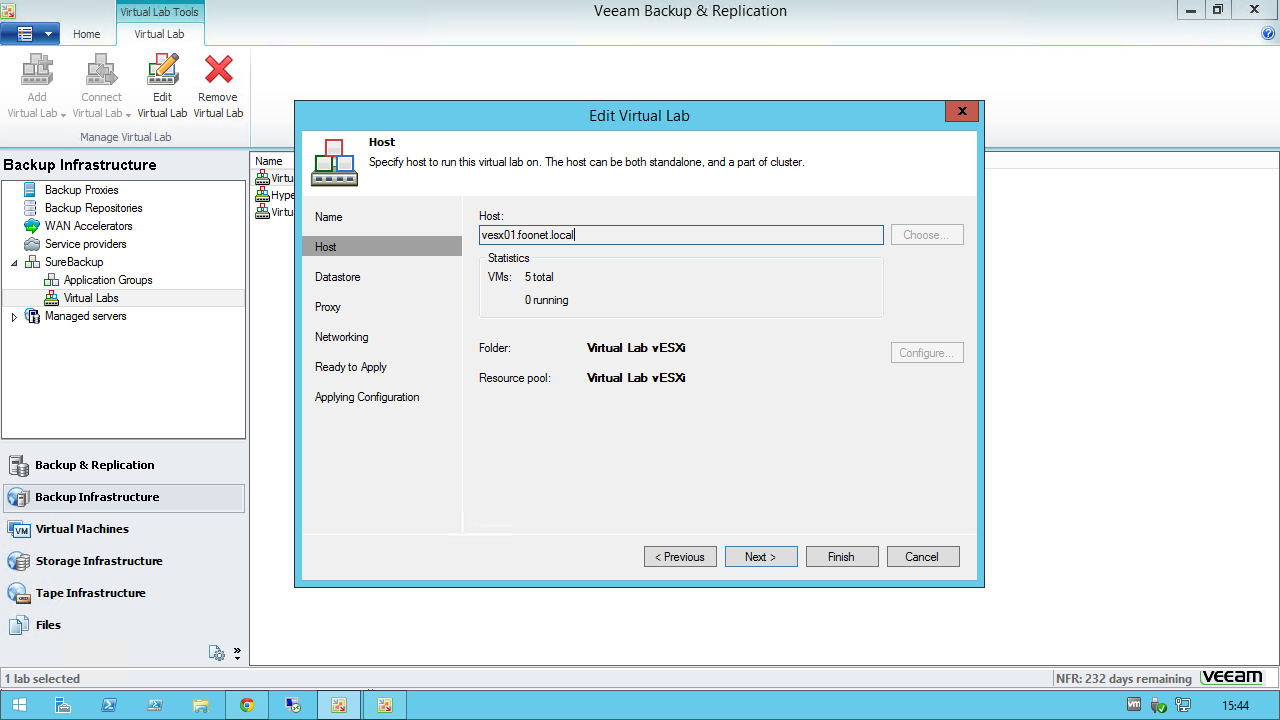 Virtual Lab Tools
Veeam Backup & Replication
Home
Virtual Lab
Add
Virtual Lab
Connect
Virtual Lab
Edit
Virtual Lab
Remove
Virtual Lab
Manage Virtual Lab
Backup Infrastructure
Backup Proxies
Backup Repositories
WAN Accelerators
Service providers
SureBackup
Application Groups
Virtual Labs
Managed servers
Backup & Replication
Backup Infrastructure
Virtual Machines
Storage Infrastructure
Tape Infrastructure
Files
Name
Virtu
Hype
Virtu
Edit Virtual Lab
Host
Specify host to run this virtual lab on. The host can be both standalone, and a part of cluster.
Name
Host
Datastore
Proxy
Networking
Ready to Apply
Applying Configuration
Host:
vesx01.foonet.local
Choose...
Statistics
VMs: 5 total
0 running
Folder: Virtual Lab vESXi
Configure...
Resource pool: Virtual Lab vESXi
< Previous
Next >
Finish
Cancel
1 lab selected
NFR: 232 days remaining
veeam
vm
15:44